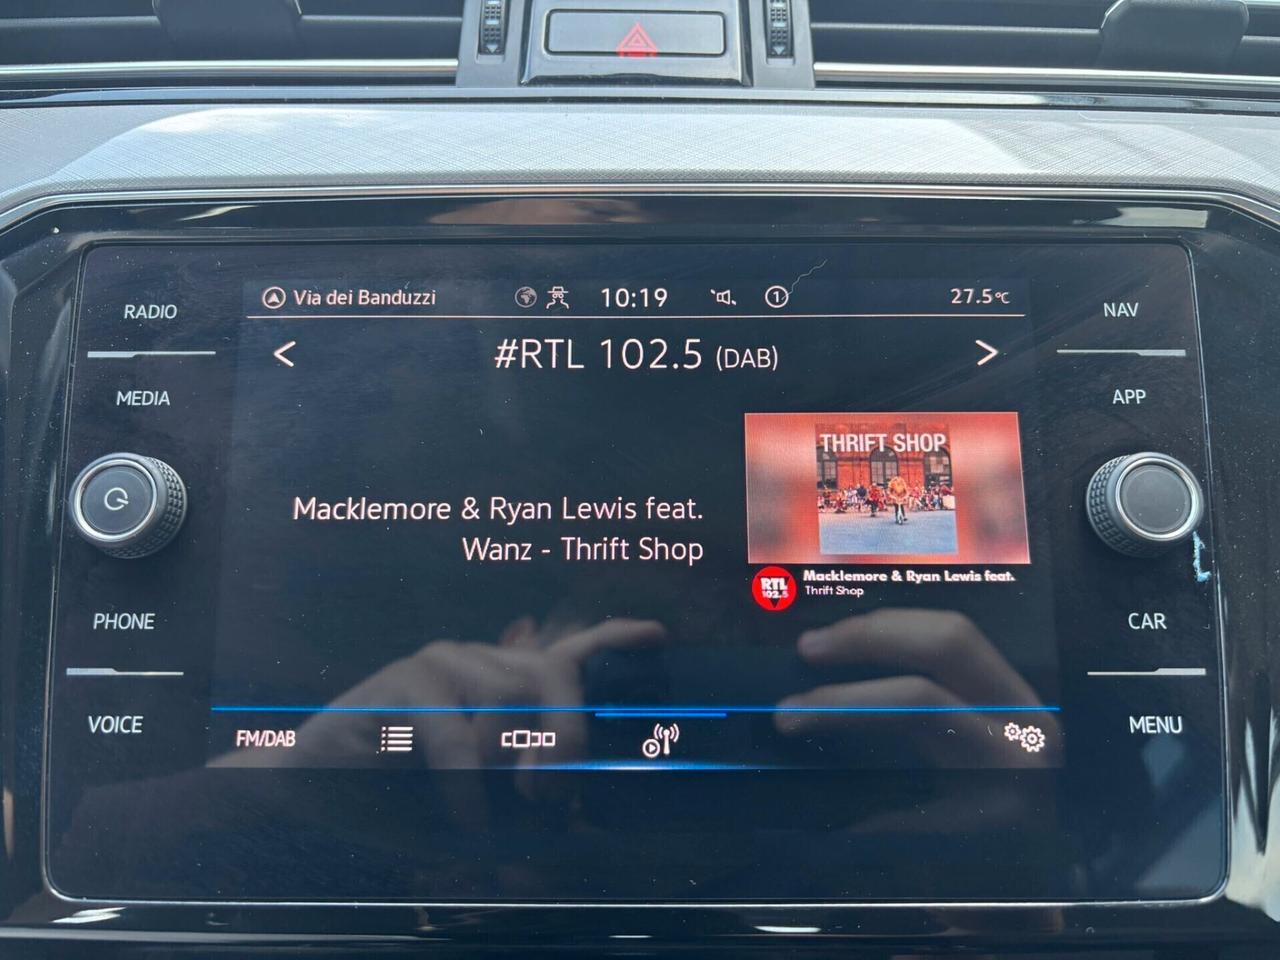 RADIO
MEDIA
PHONE
VOICE
Via dei Banduzzi
10:19
1
27.5°C
< #RTL 102.5 (DAB) >
Macklemore & Ryan Lewis feat.
Wanz - Thrift Shop
THRIFT SHOP
RTL
102.5
Macklemore & Ryan Lewis feat.
Thrift Shop
FM/DAB
NAV
APP
CAR
MENU